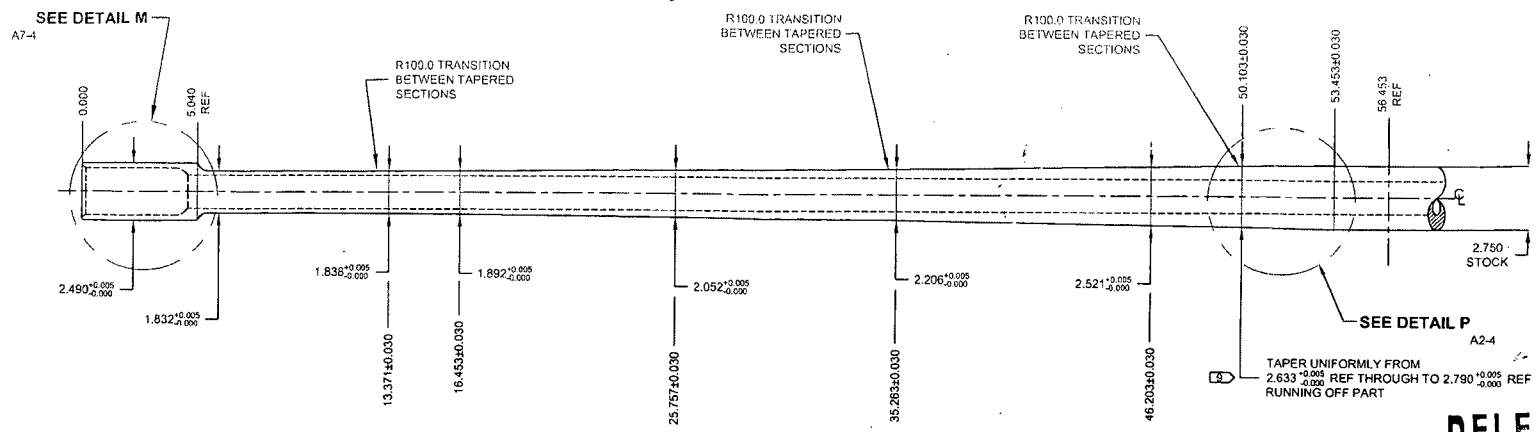 SEE DETAIL M
A7-4
R100.0 TRANSITION
BETWEEN TAPERED
SECTIONS
R100.0 TRANSITION
BETWEEN TAPERED
SECTIONS
R100.0 TRANSITION
BETWEEN TAPERED
SECTIONS
0.000
5.040
REF
50.103±0.030
53.453±0.030
56.453
REF
2.490 +0.005
-0.000
1.832 +0.005
-0.000
1.838 +0.005
-0.000
1.892 +0.005
-0.000
2.052 +0.005
-0.000
2.206 +0.005
-0.000
2.521 +0.005
-0.000
2.750
STOCK
13.371±0.030
16.453±0.030
25.757±0.030
35.263±0.030
46.203±0.030
SEE DETAIL P
A2-4
9
TAPER UNIFORMLY FROM
2.633 +0.005 -0.000 REF THROUGH TO 2.790 +0.005 -0.000 REF
RUNNING OFF PART